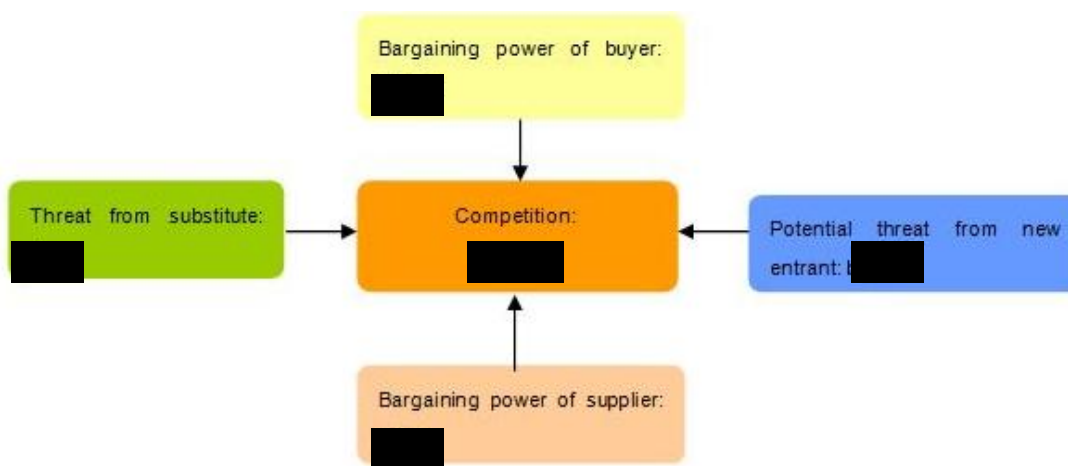 Bargaining power of buyer:
Threat from substitute:
Competition:
Potential threat from new
entrant:
Bargaining power of supplier: